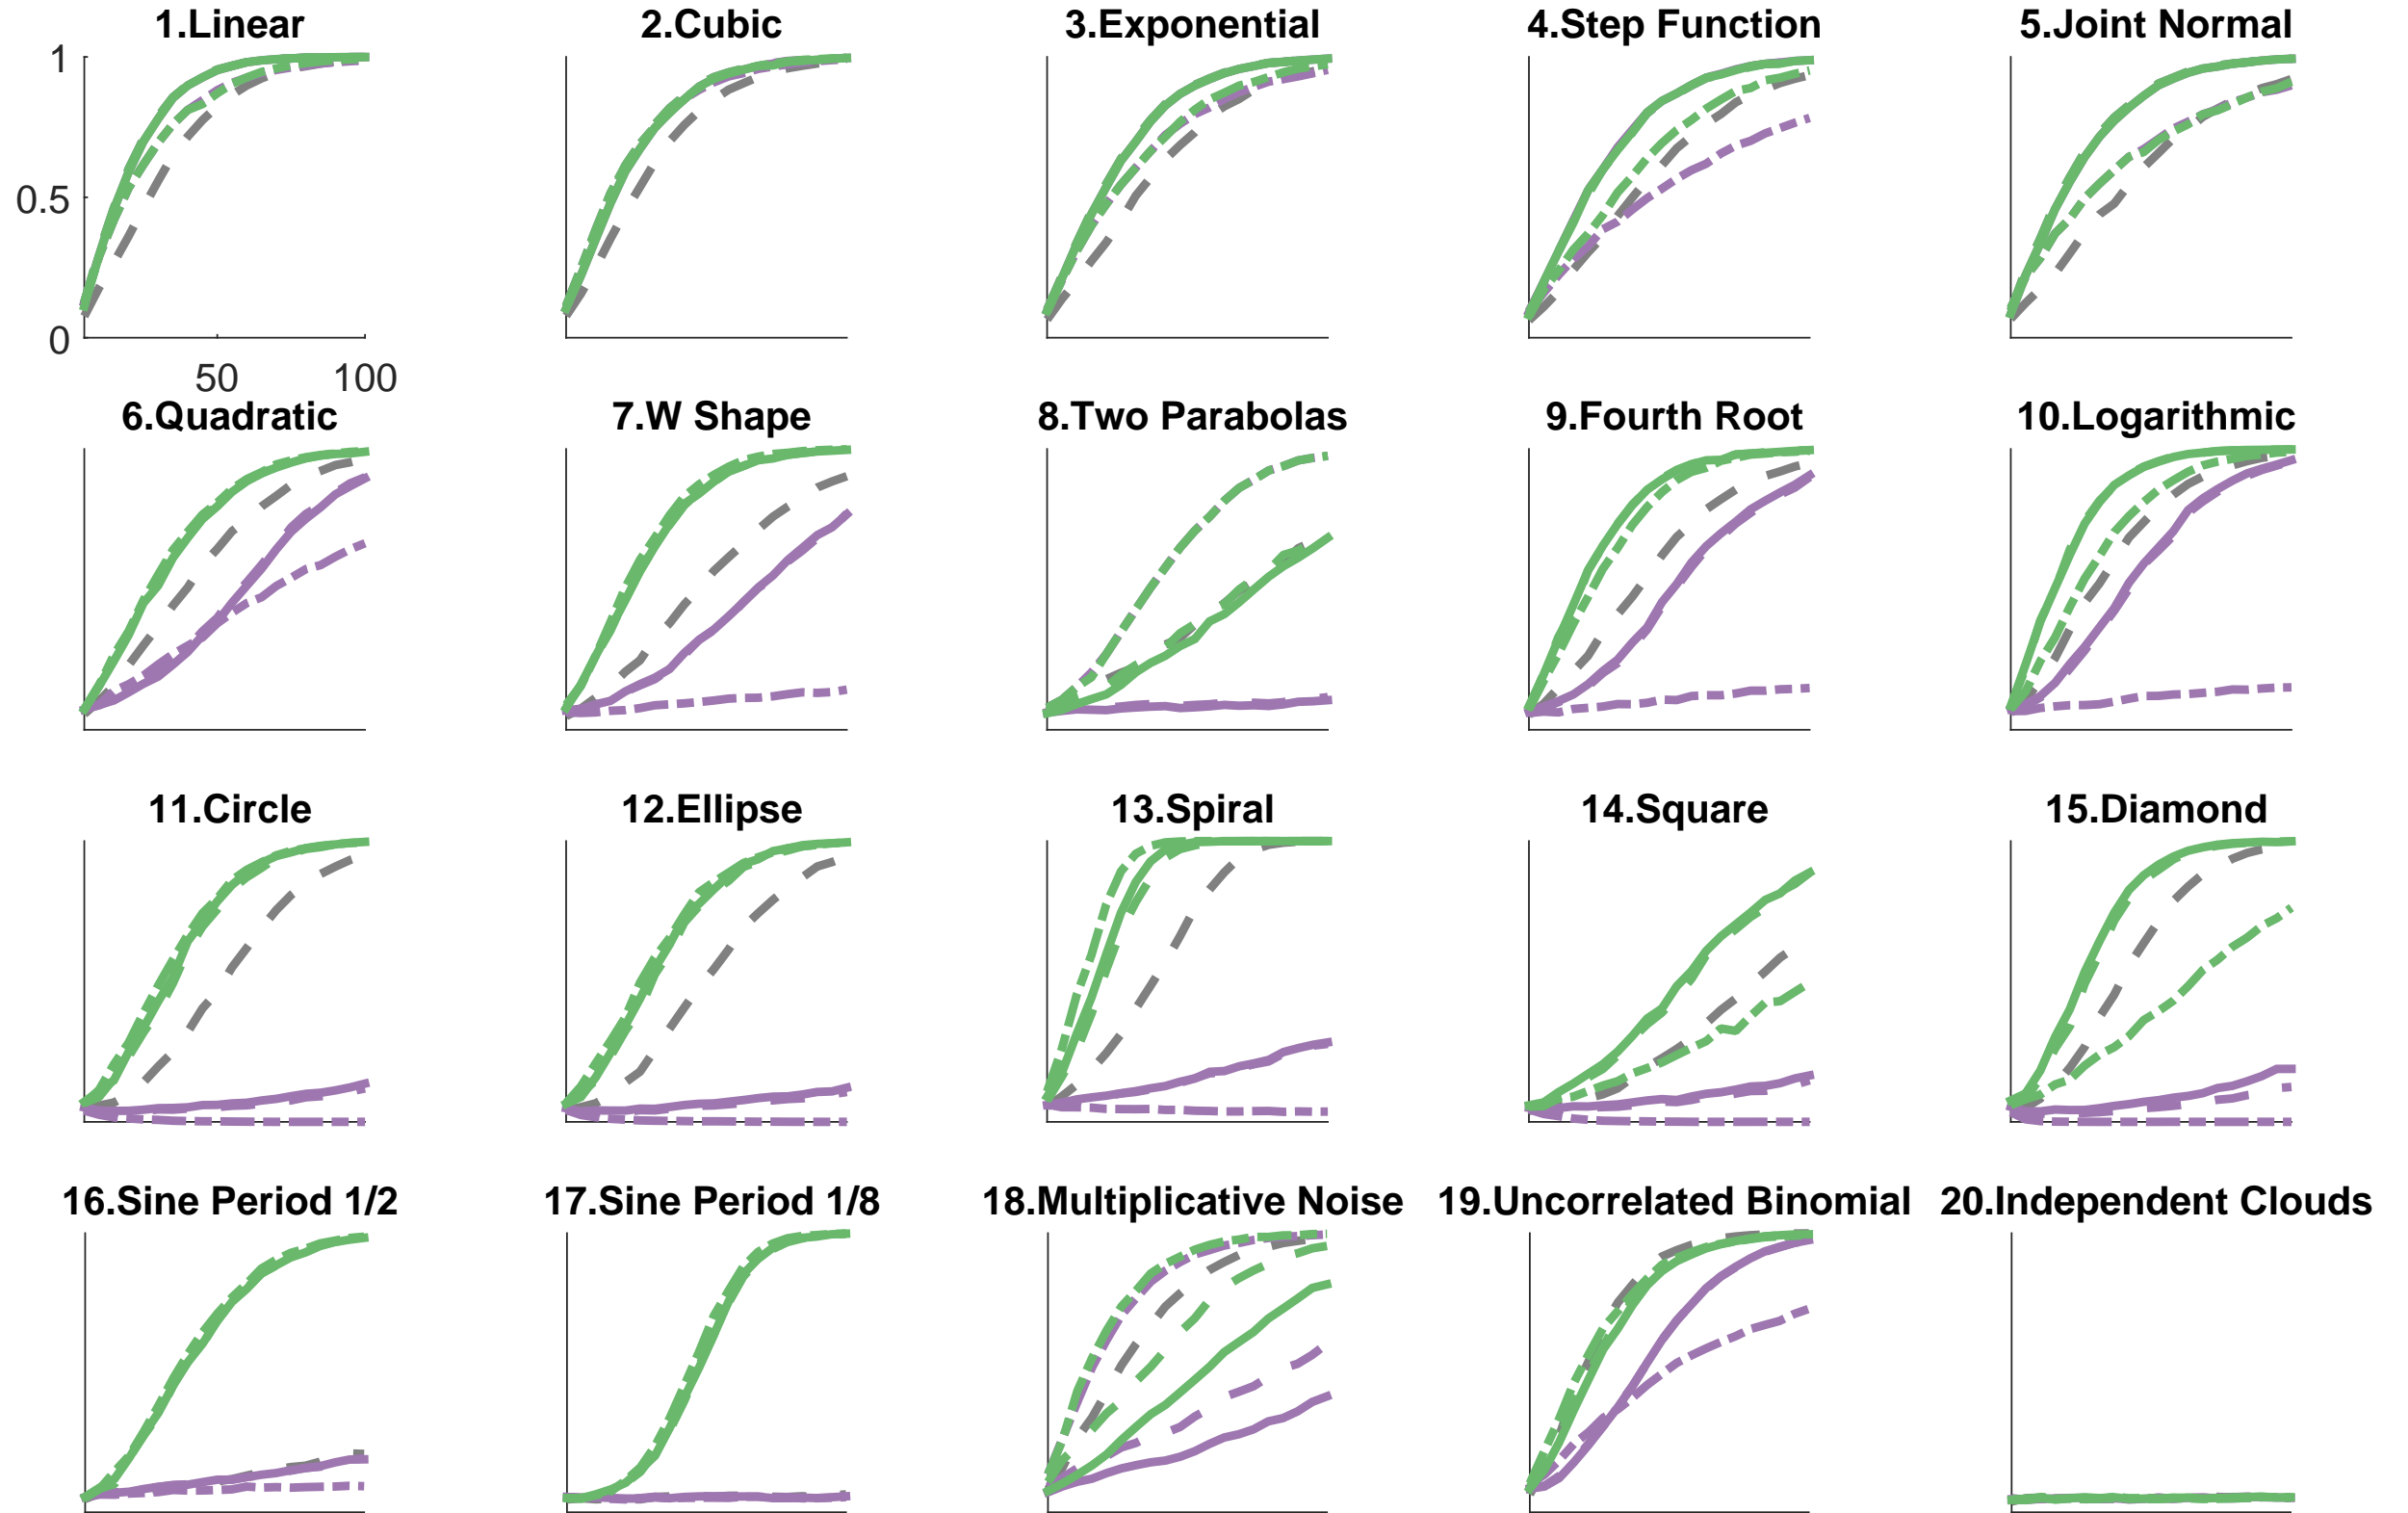 1.Linear
2.Cubic
3.Exponential
4.Step Function
5.Joint Normal
1
0.5
0
50
100
6.Quadratic
7.W Shape
8.Two Parabolas
9.Fourth Root
10.Logarithmic
11.Circle
12.Ellipse
13.Spiral
14.Square
15.Diamond
16.Sine Period 1/2
17.Sine Period 1/8
18.Multiplicative Noise
19.Uncorrelated Binomial
20.Independent Clouds